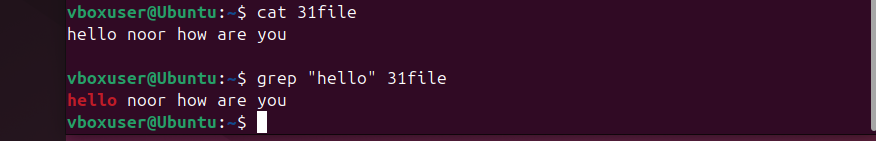 vboxuser@Ubuntu:~$ cat 31file
hello noor how are you
vboxuser@Ubuntu:~$ grep "hello" 31file
hello noor how are you
vboxuser@Ubuntu:~$